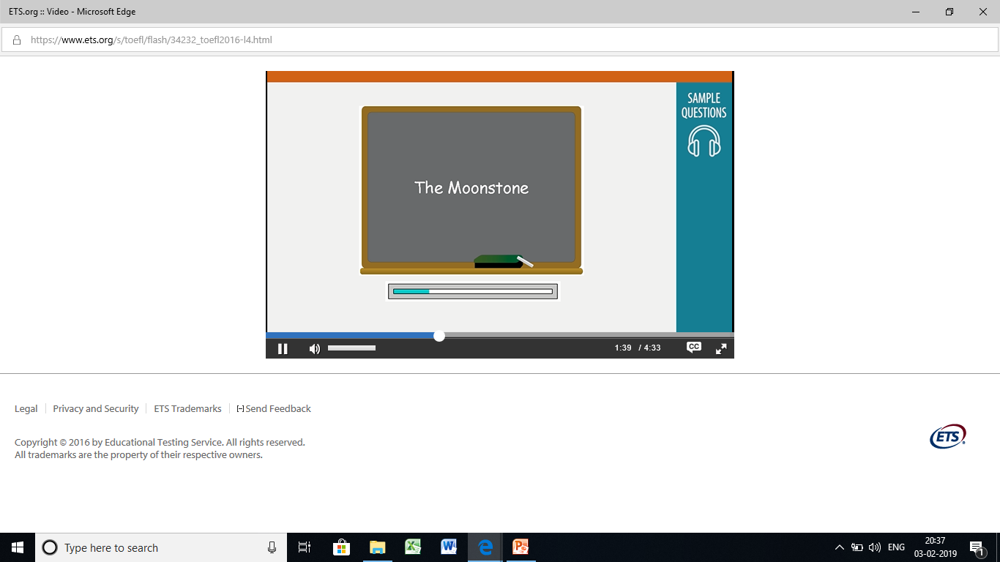 ETS.org :: Video - Microsoft Edge
https://www.ets.org/s/toefl/flash/34232_toefl2016-l4.html
SAMPLE
QUESTIONS
The Moonstone
1:39 / 4:33
CC
Legal
Privacy and Security
ETS Trademarks
[-] Send Feedback
Copyright © 2016 by Educational Testing Service. All rights reserved.
All trademarks are the property of their respective owners.
ETS®
Type here to search
ENG
20:37
03-02-2019
1